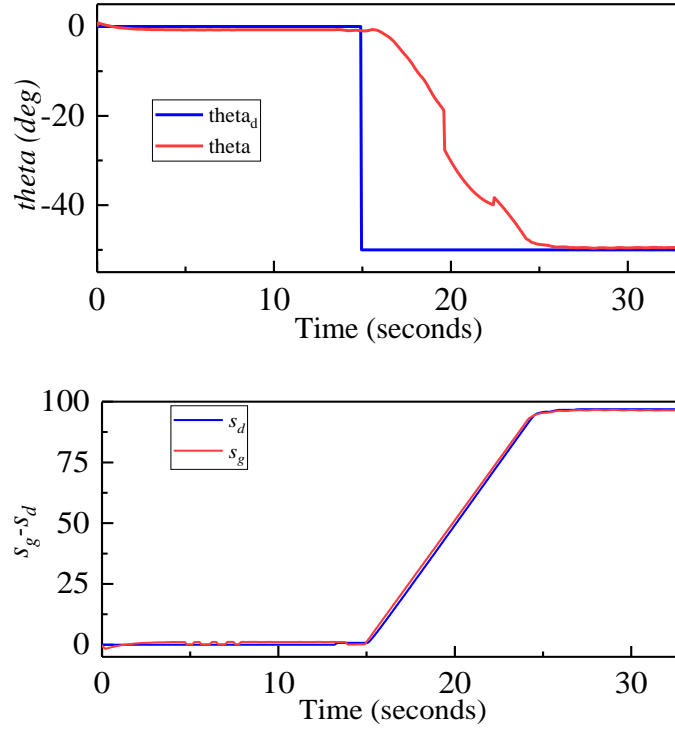 0
-20
-40
theta (deg)
theta_d
theta
0 10 20 30
Time (seconds)
100
75
50
25
0
s_g-s_d
s_d
s_g
0 10 20 30
Time (seconds)